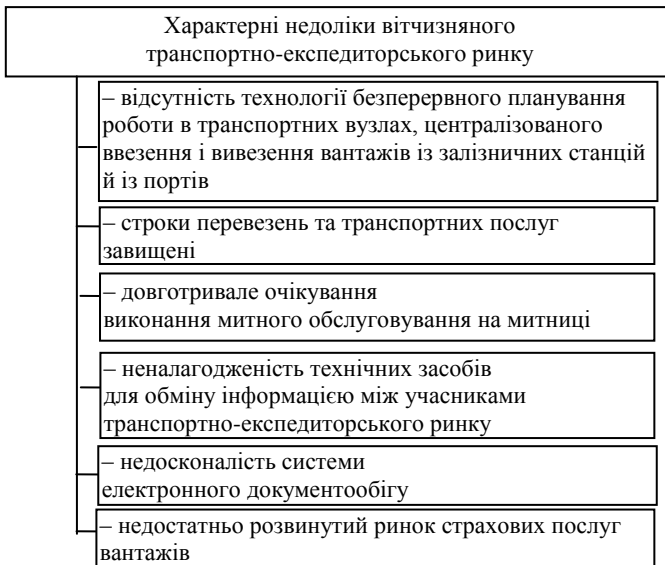 Характерні недоліки вітчизняного
транспортно-експедиторського ринку
– відсутність технології безперервного планування
роботи в транспортних вузлах, централізованого
ввезення і вивезення вантажів із залізничних станцій
й із портів
– строки перевезень та транспортних послуг
завищені
– довготривале очікування
виконання митного обслуговування на митниці
– неналагодженість технічних засобів
для обміну інформацією між учасниками
транспортно-експедиторського ринку
– недосконалість системи
електронного документообігу
– недостатньо розвинутий ринок страхових послуг
вантажів